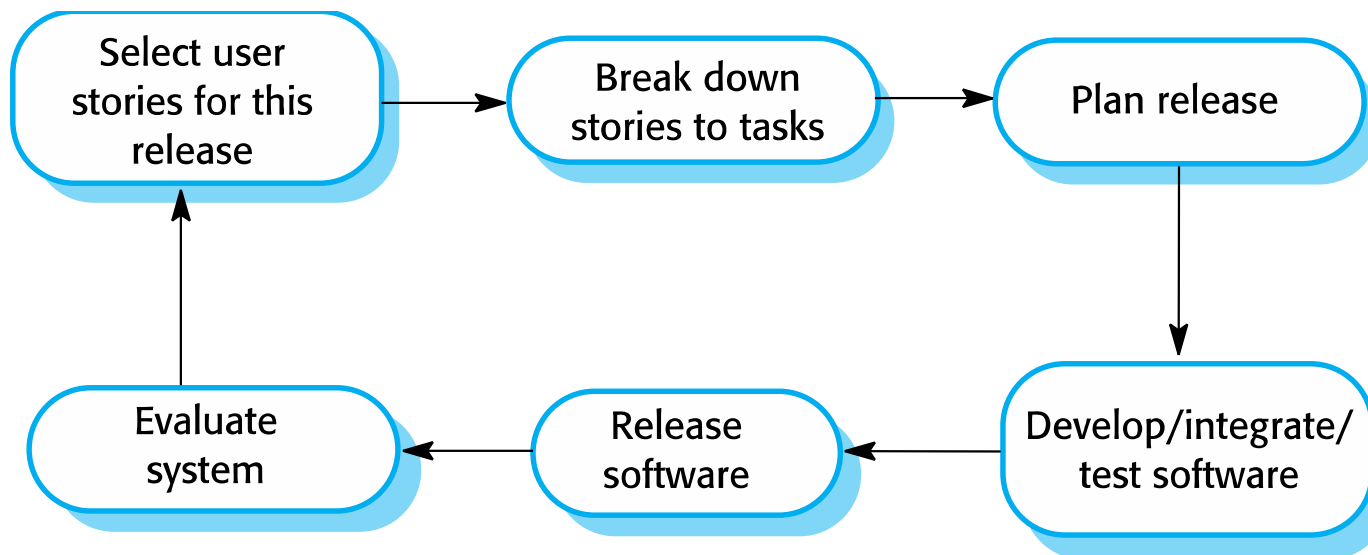 Select user
stories for this
release
Break down
stories to tasks
Plan release
Develop/integrate/
test software
Release
software
Evaluate
system